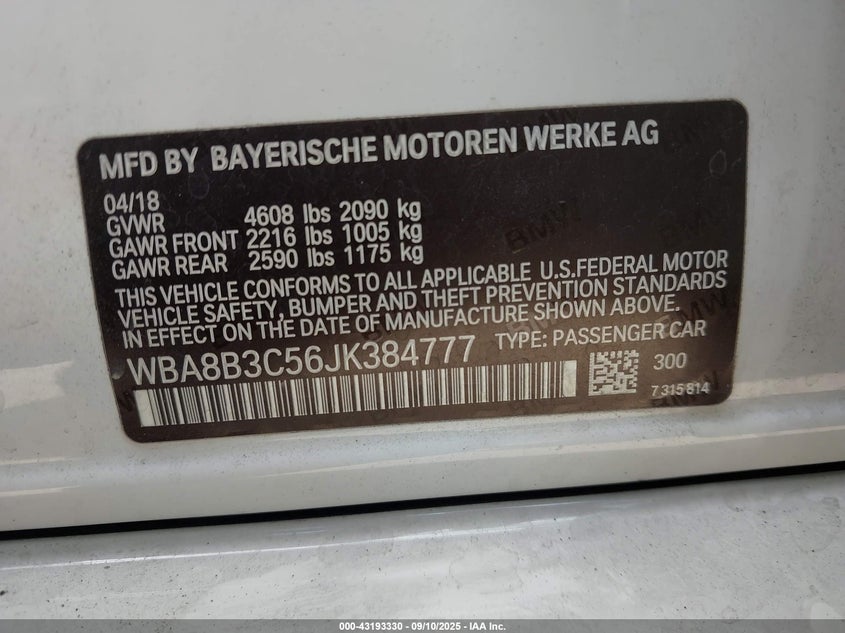 MFD BY BAYERISCHE MOTOREN WERKE AG
04/18
GVWR 4608 lbs 2090 kg
GAWR FRONT 2216 lbs 1005 kg
GAWR REAR 2590 lbs 1175 kg
THIS VEHICLE CONFORMS TO ALL APPLICABLE U.S.FEDERAL MOTOR
VEHICLE SAFETY, BUMPER AND THEFT PREVENTION STANDARDS
IN EFFECT ON THE DATE OF MANUFACTURE SHOWN ABOVE.
WBA8B3C56JK384777 TYPE: PASSENGER CAR
300
7 315 814
BMW
BMW
000-43193330 - 09/10/2025 - IAA Inc.